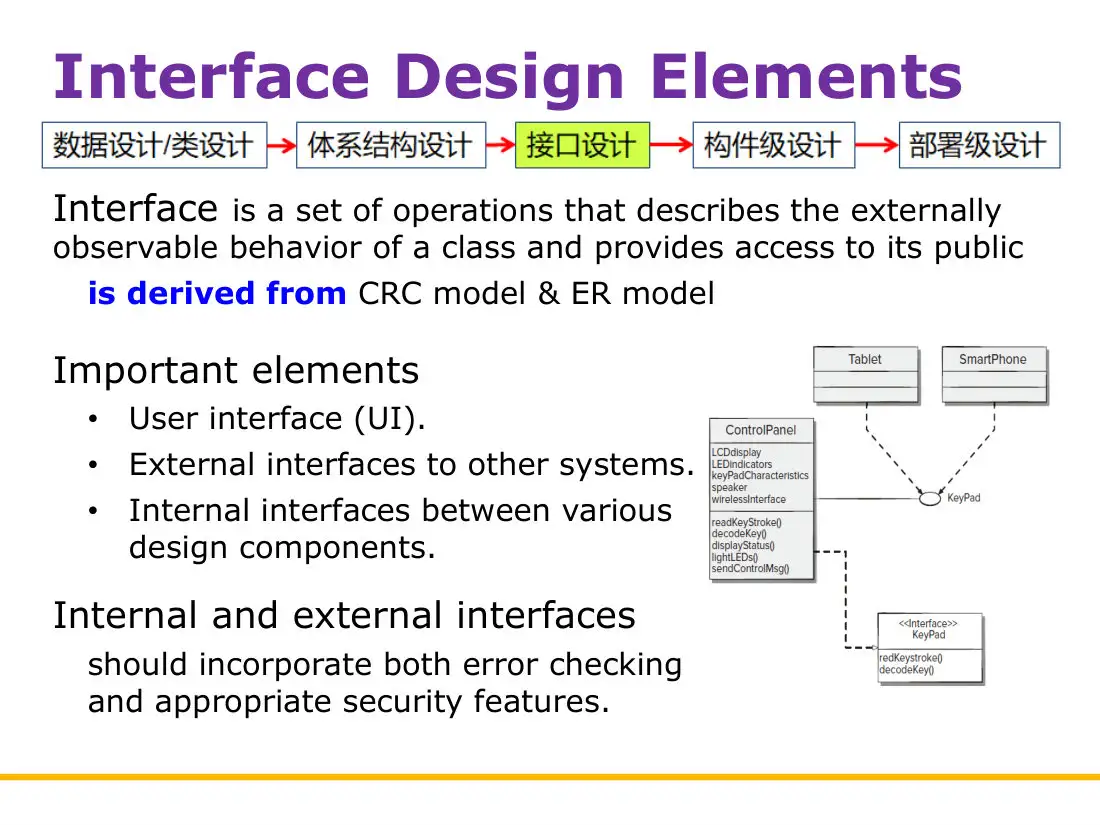 Interface Design Elements
数据设计/类设计 体系结构设计 接口设计 构件级设计 部署级设计
Interface is a set of operations that describes the externally
observable behavior of a class and provides access to its public
is derived from CRC model & ER model
Important elements
• User interface (UI).
• External interfaces to other systems.
• Internal interfaces between various
design components.
Internal and external interfaces
should incorporate both error checking
and appropriate security features.
Tablet
SmartPhone
ControlPanel
LCDdisplay
LEDindicators
keyPadCharacteristics
speaker
wirelessInterface
readKeyStroke()
decodeKey()
displayStatus()
lightLEDs()
sendControlMsg()
KeyPad
<<Interface>>
KeyPad
redKeystroke()
decodeKey()